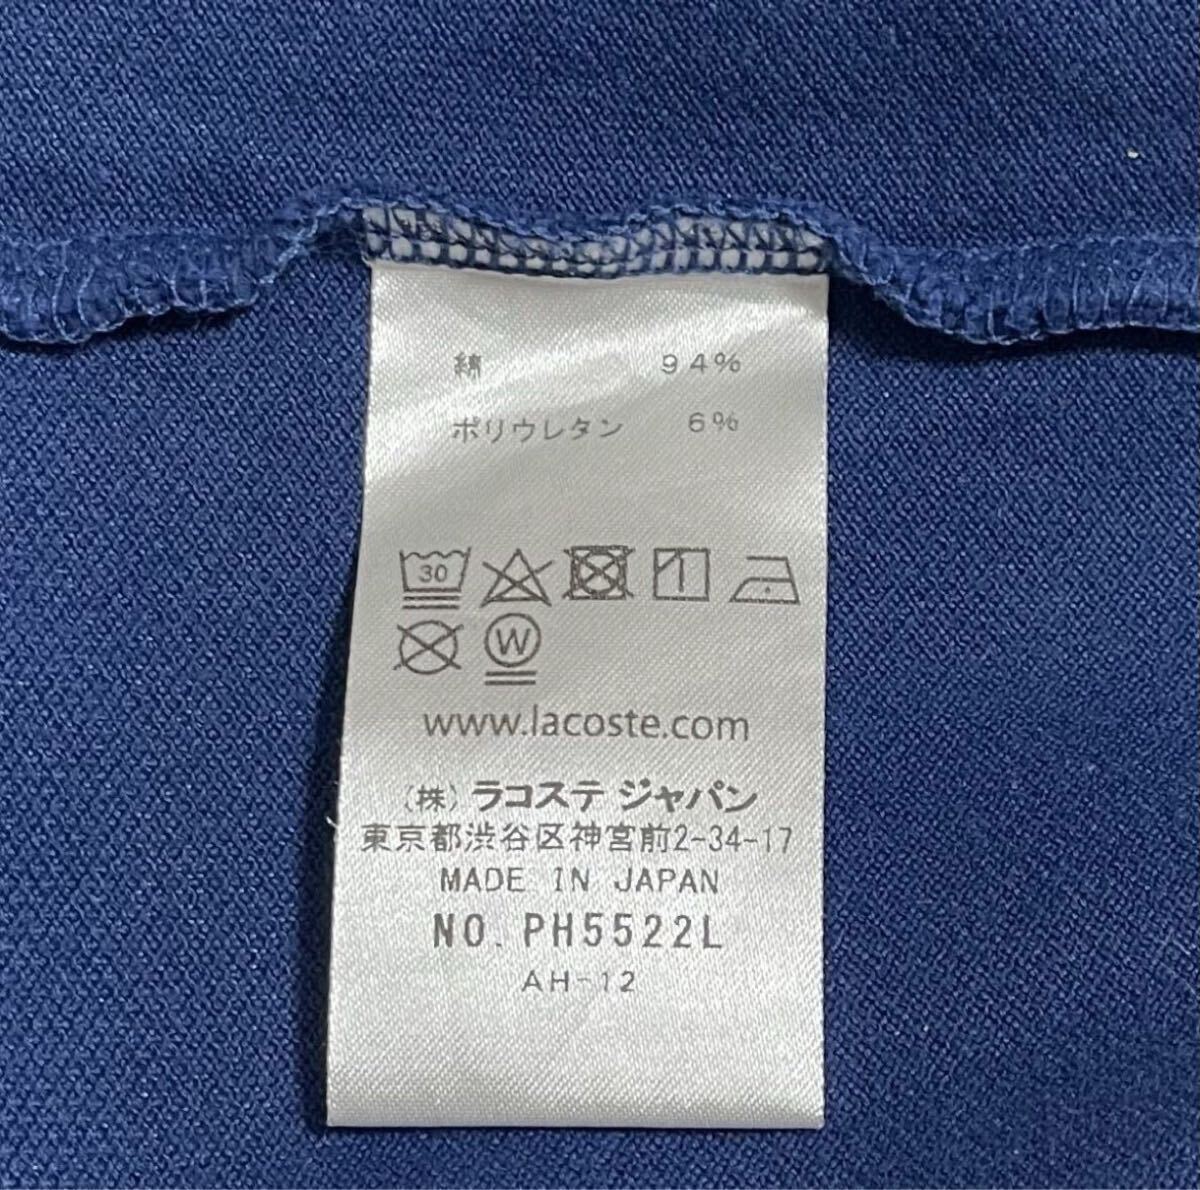 綿 94%
ポリウレタン 6%
30
W
www.lacoste.com
(株) ラコステ ジャパン
東京都渋谷区神宮前2-34-17
MADE IN JAPAN
NO. PH5522L
AH-12